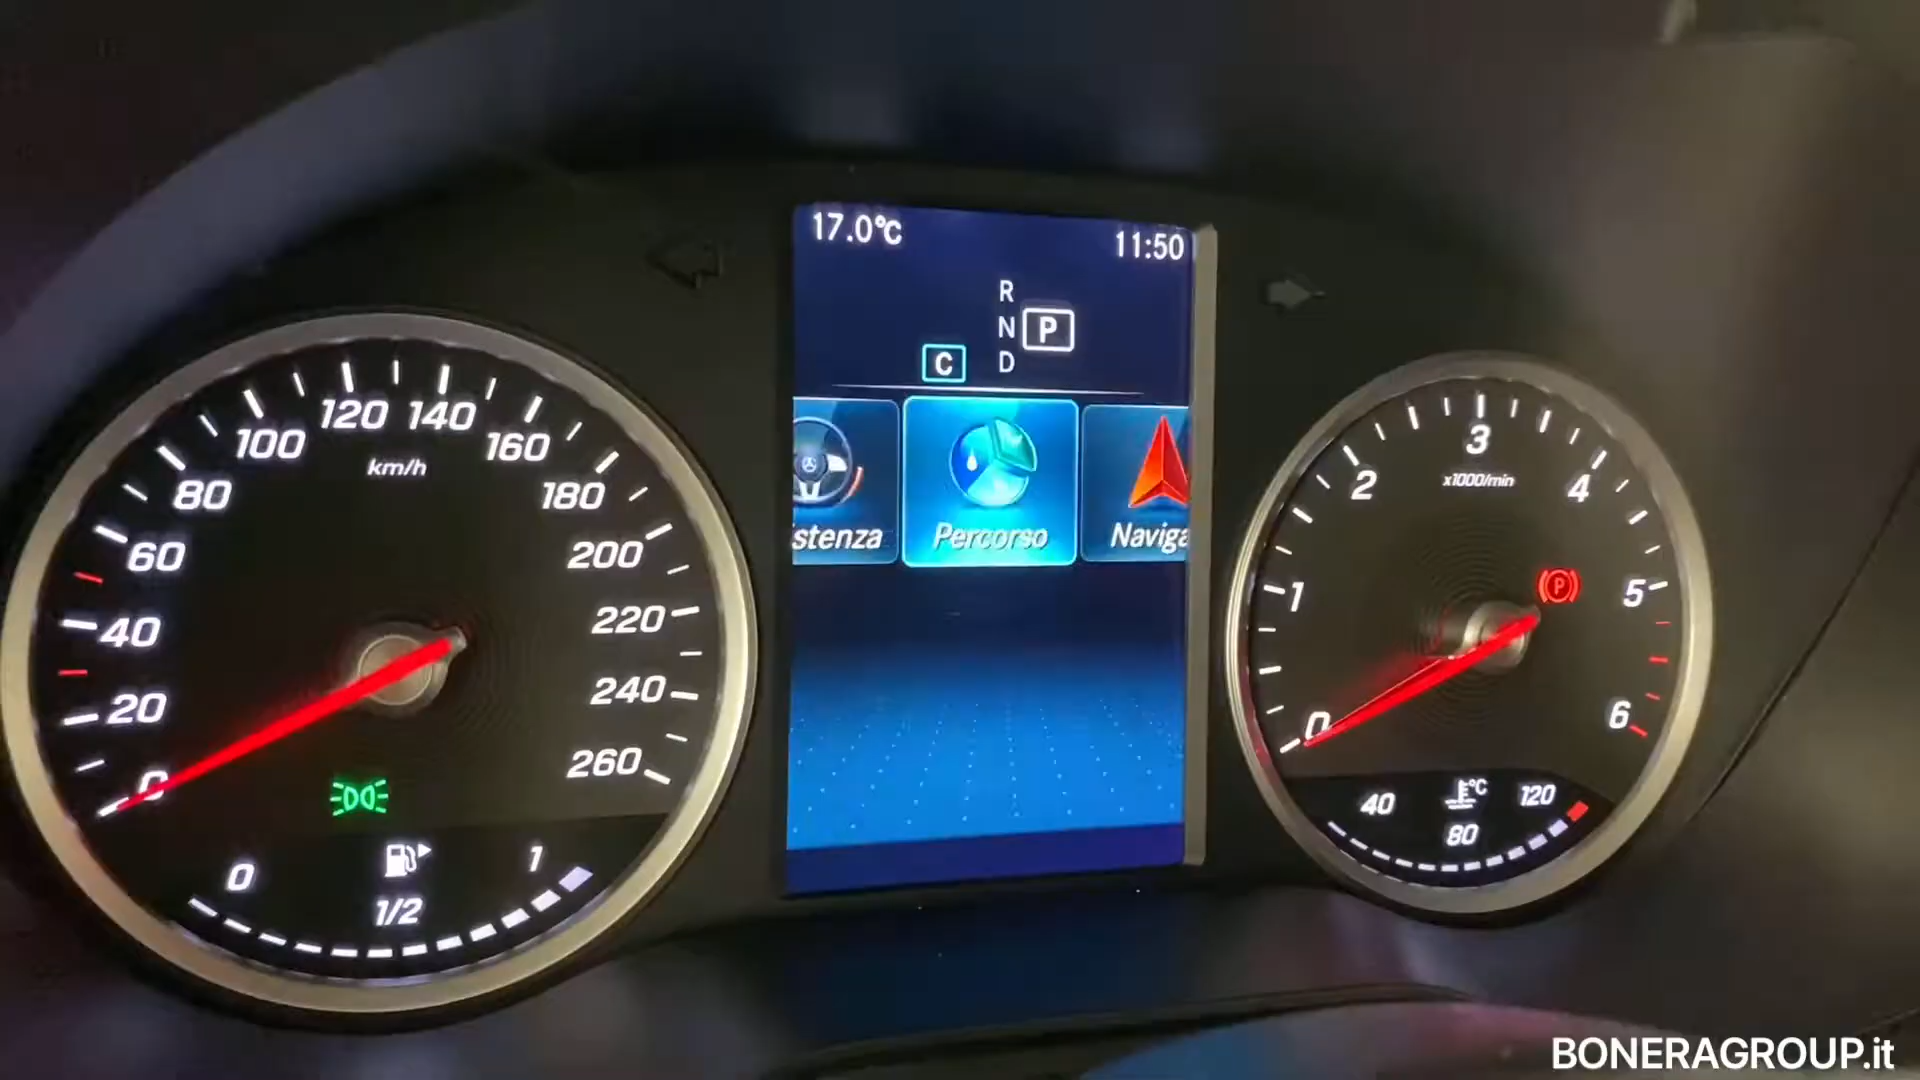 17.0°C
11:50
R
N
P
C
D
stenza
Percorso
Naviga
0
20
40
60
80
100
120
140
160
180
200
220
240
260
km/h
0
1/2
1
0
1
2
3
4
5
6
x1000/min
P
40
°C
80
120
BONERAGROUP.it